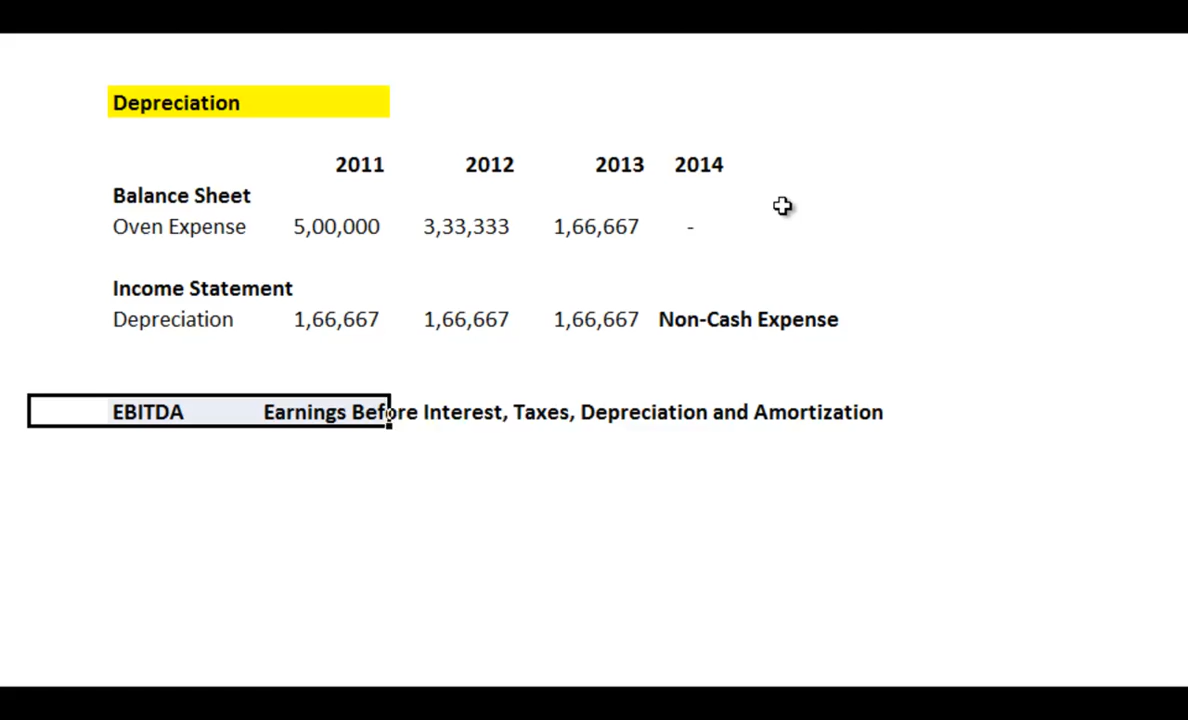 Depreciation
2011 2012 2013 2014
Balance Sheet
Oven Expense 5,00,000 3,33,333 1,66,667 -
Income Statement
Depreciation 1,66,667 1,66,667 1,66,667 Non-Cash Expense
EBITDA Earnings Before Interest, Taxes, Depreciation and Amortization